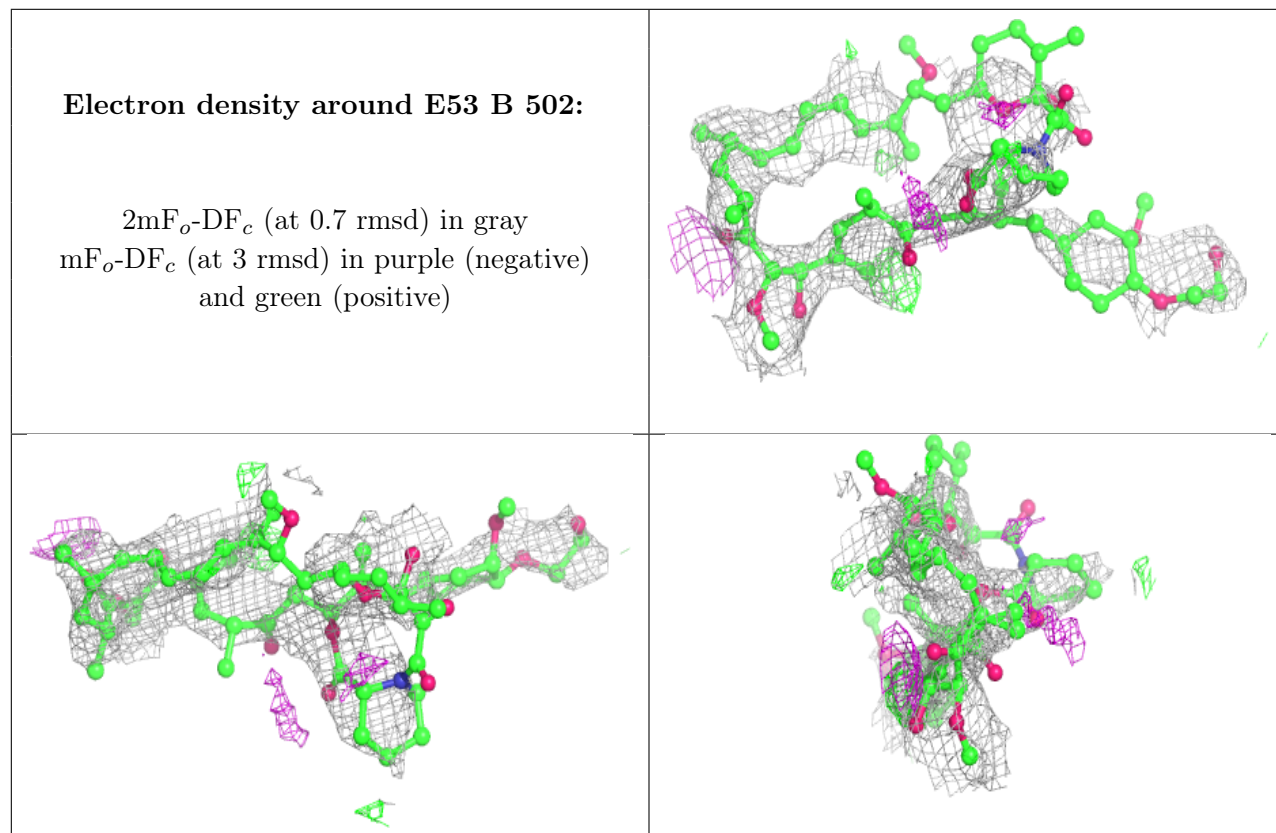 Electron density around E53 B 502:
2mFo-DFc (at 0.7 rmsd) in gray
mFo-DFc (at 3 rmsd) in purple (negative)
and green (positive)